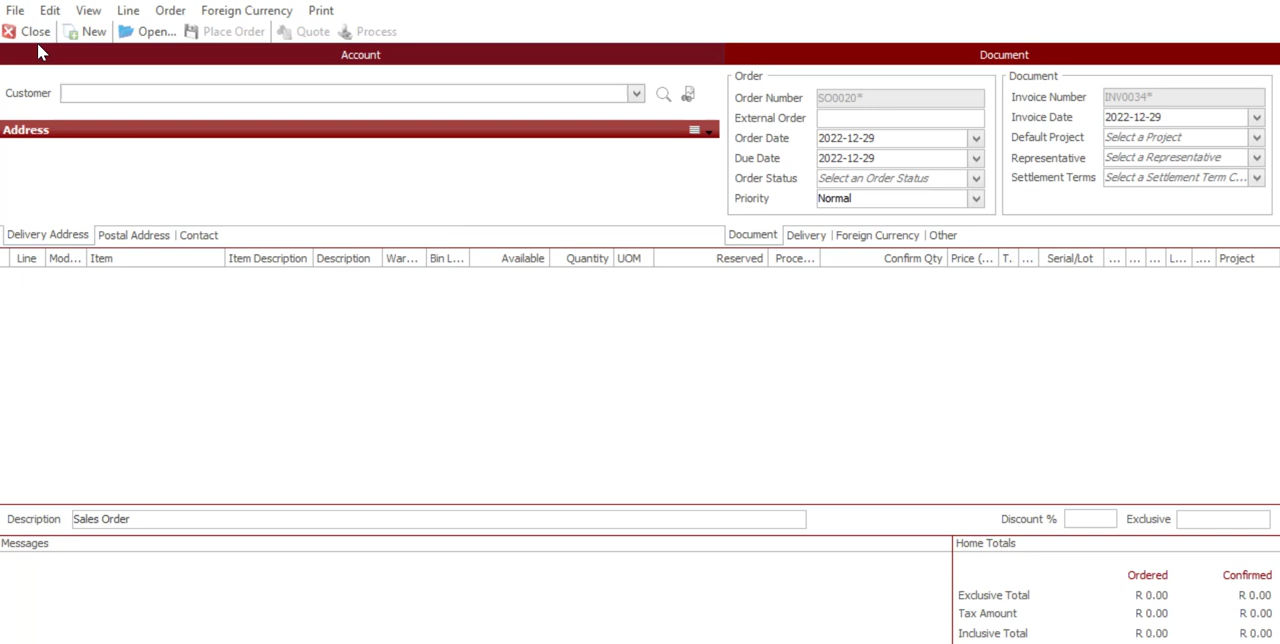 File Edit View Line Order Foreign Currency Print
Close New Open... Place Order Quote Process
Account Document
Customer
Address
Order
Order Number SO0020*
External Order
Order Date 2022-12-29
Due Date 2022-12-29
Order Status Select an Order Status
Priority Normal
Document
Invoice Number INV0034*
Invoice Date 2022-12-29
Default Project Select a Project
Representative Select a Representative
Settlement Terms Select a Settlement Term C...
Delivery Address Postal Address | Contact
Document Delivery | Foreign Currency | Other
Line Mod... Item Item Description Description War... Bin L... Available Quantity UOM Reserved Proce... Confirm Qty Price (... T. ... Serial/Lot ... ... ... L... .... Project
Description Sales Order Discount % Exclusive
Messages Home Totals
Ordered Confirmed
Exclusive Total R 0.00 R 0.00
Tax Amount R 0.00 R 0.00
Inclusive Total R 0.00 R 0.00